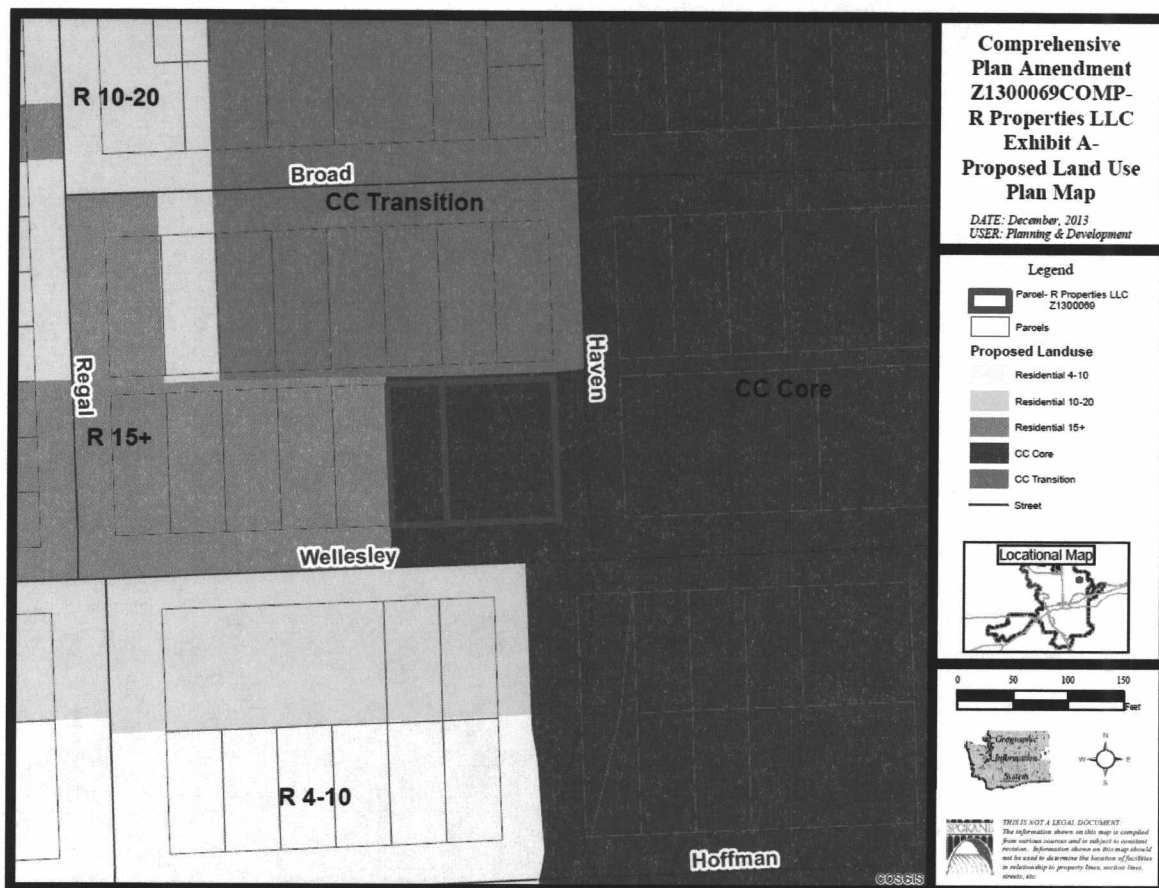 R 10-20
Broad
CC Transition
Regal
Haven
CC Core
R 15+
Wellesley
R 4-10
Hoffman
COSGIS
Comprehensive
Plan Amendment
Z1300069COMP-
R Properties LLC
Exhibit A-
Proposed Land Use
Plan Map
DATE: December, 2013
USER: Planning & Development
Legend
Parcel- R Properties LLC
Z1300069
Parcels
Proposed Landuse
Residential 4-10
Residential 10-20
Residential 15+
CC Core
CC Transition
Street
Locational Map
0 50 100 150
Feet
Geographic
Information
System
N
W E
S
SPOKANE
THIS IS NOT A LEGAL DOCUMENT
The information shown on this map is compiled
from various sources and is subject to constant
revision. Information shown on this map should
not be used to determine the location of facilities
in relationship to property lines, section lines,
streets, etc.